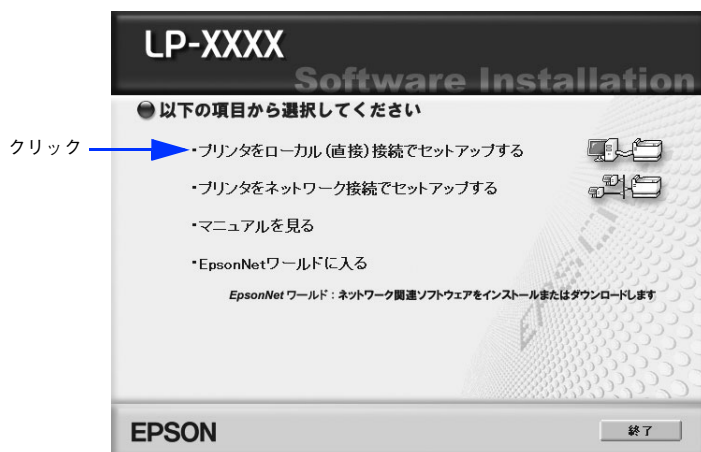 LP-XXXX
Software Installation
以下の項目から選択してください
クリック
・プリンタをローカル(直接)接続でセットアップする
・プリンタをネットワーク接続でセットアップする
・マニュアルを見る
・EpsonNetワールドに入る
EpsonNet ワールド：ネットワーク関連ソフトウェアをインストールまたはダウンロードします
EPSON
EPSON
終了